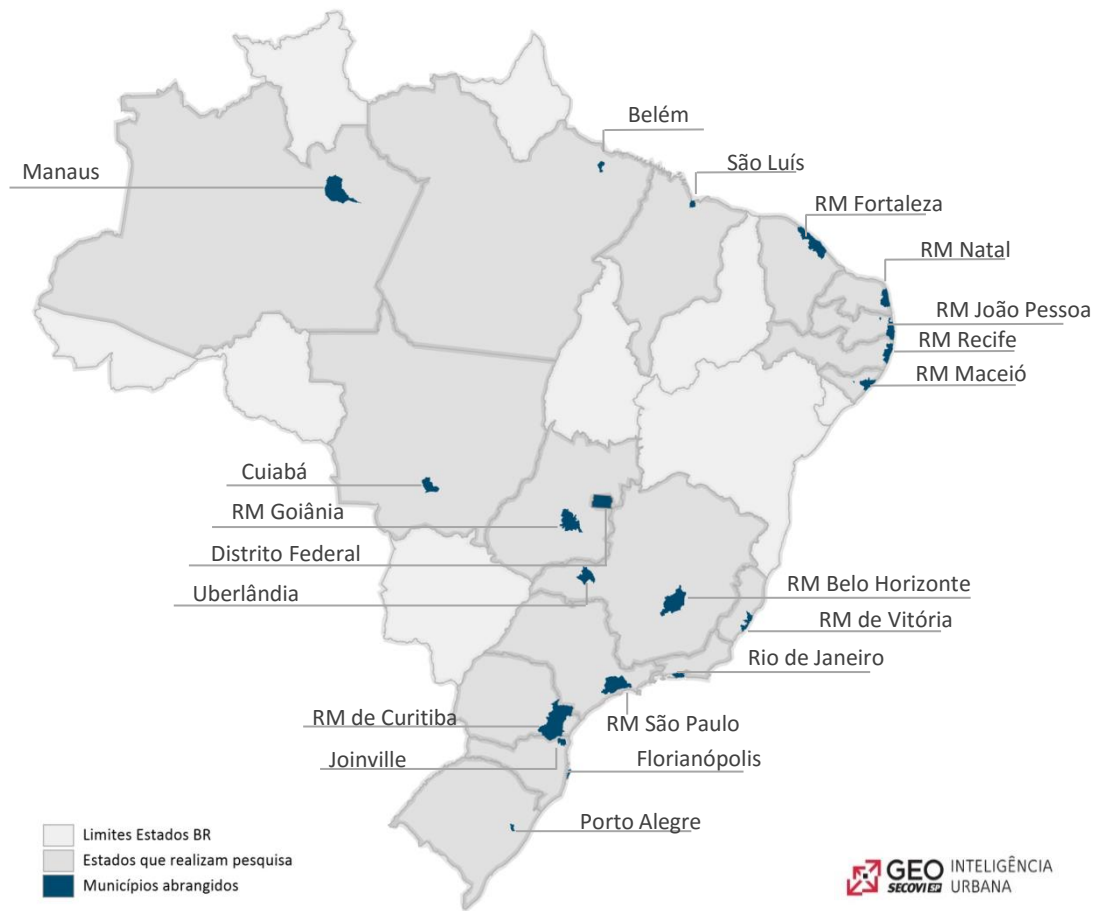 Belém
São Luís
Manaus
RM Fortaleza
RM Natal
RM João Pessoa
RM Recife
RM Maceió
Cuiabá
RM Goiânia
Distrito Federal
Uberlândia
RM Belo Horizonte
RM de Vitória
Rio de Janeiro
RM de Curitiba
RM São Paulo
Joinville
Florianópolis
Porto Alegre
Limites Estados BR
Estados que realizam pesquisa
Municípios abrangidos
GEO INTELIGÊNCIA
SECOVI SP URBANA